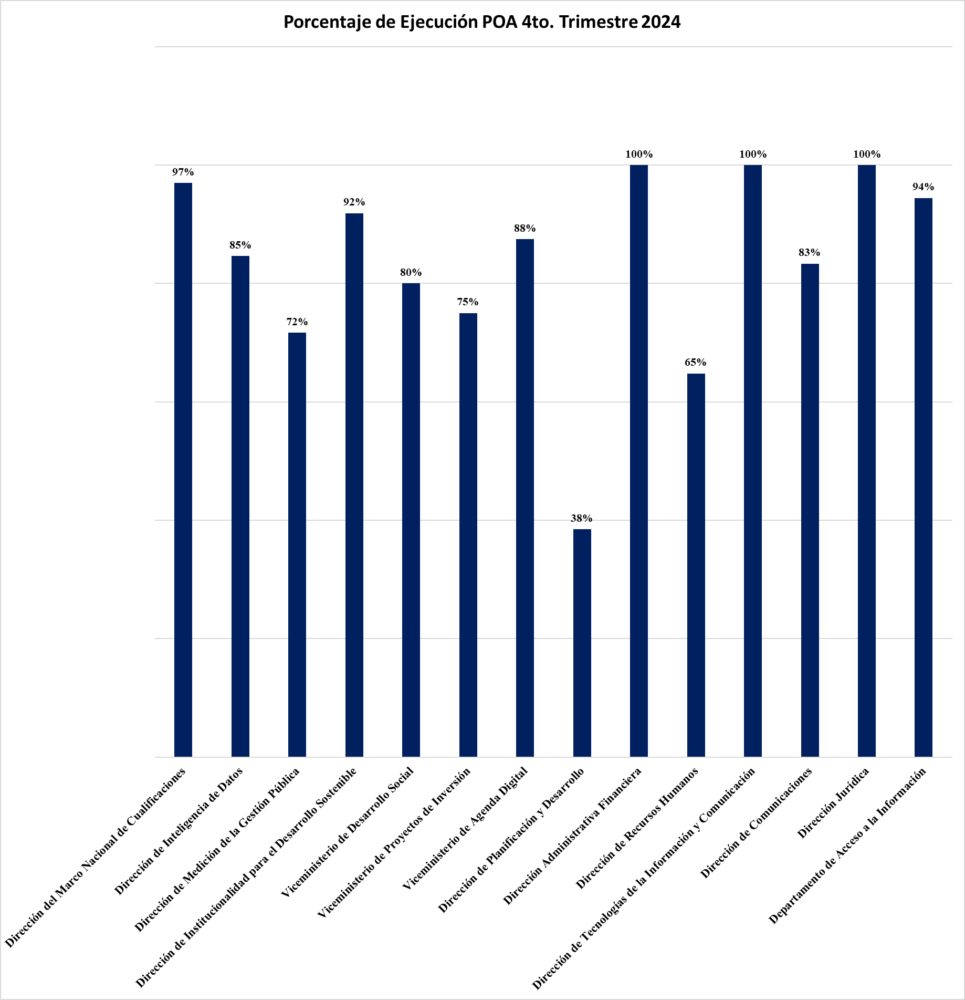 Porcentaje de Ejecución POA 4to. Trimestre 2024
97%
85%
72%
92%
80%
75%
88%
38%
100%
65%
100%
83%
100%
94%
Dirección del Marco Nacional de Cualificaciones
Dirección de Inteligencia de Datos
Dirección de Medición de la Gestión Pública
Dirección de Institucionalidad para el Desarrollo Sostenible
Viceministerio de Desarrollo Social
Viceministerio de Proyectos de Inversión
Viceministerio de Agenda Digital
Dirección de Planificación y Desarrollo
Dirección Administrativa Financiera
Dirección de Recursos Humanos
Dirección de Tecnologías de la Información y Comunicación
Dirección de Comunicaciones
Dirección Jurídica
Departamento de Acceso a la Información